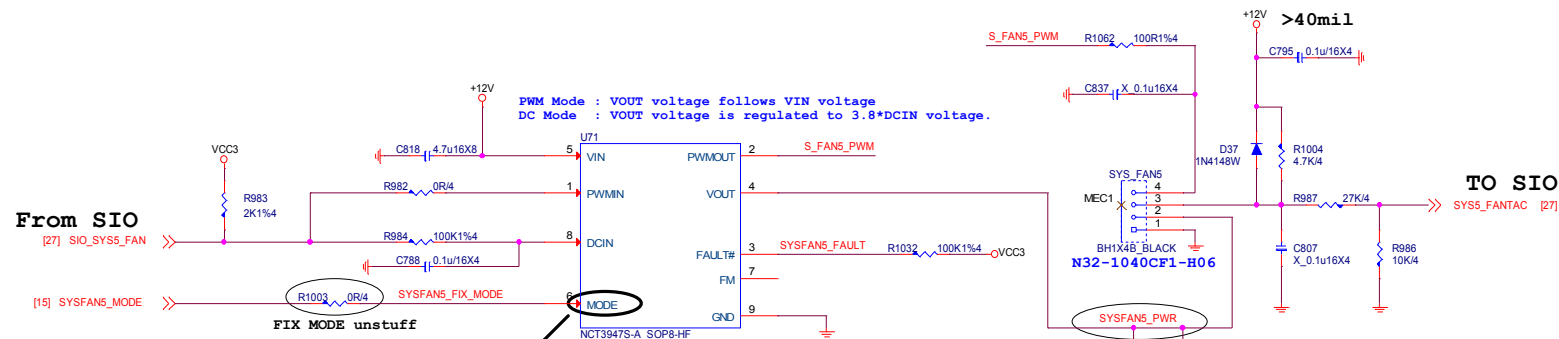 +12V >40mil
S_FAN5_PWM R1062 100R1%4
C795 0.1u/16X4
C837 X_0.1u16X4
+12V
PWM Mode : VOUT voltage follows VIN voltage
DC Mode : VOUT voltage is regulated to 3.8*DCIN voltage.
U71
VCC3
C818 4.7u16X8 5 VIN PWMOUT 2 S_FAN5_PWM
D37
1N4148W
R1004
4.7K/4
SYS_FAN5
R983
2K1%4
R982 0R/4 1 PWMIN VOUT 4
MEC1 4
3
2
1
R987 27K/4
TO SIO
SYS5_FANTAC [27]
From SIO
[27] SIO_SYS5_FAN
R984 100K1%4 8 DCIN
C788 0.1u/16X4
FAULT# 3 SYSFAN5_FAULT R1032 100K1%4 VCC3
BH1X4B_BLACK
N32-1040CF1-H06
C807
X_0.1u16X4
R986
10K/4
FM 7
[15] SYSFAN5_MODE R1003 0R/4 SYSFAN5_FIX_MODE 6 MODE
FIX MODE unstuff
GND 9
SYSFAN5_PWR
NCT3947S-A SOP8-HF